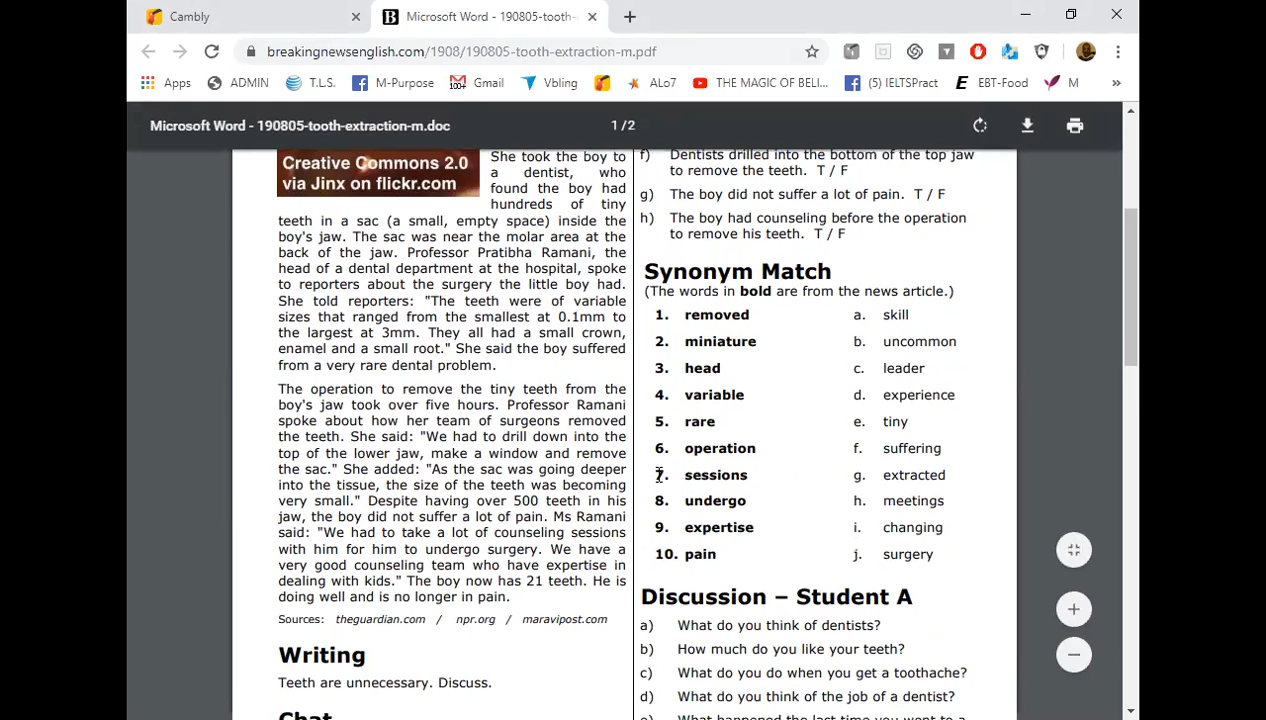 Cambly
Microsoft Word - 190805-tooth-
breakingnewsenglish.com/1908/190805-tooth-extraction-m.pdf
Apps ADMIN T.L.S. M-Purpose Gmail Vbling ALo7 THE MAGIC OF BELI... (5) IELTSPract EBT-Food M »
Microsoft Word - 190805-tooth-extraction-m.doc
1 / 2
Creative Commons 2.0
via Jinx on flickr.com
She took the boy to
a dentist, who
found the boy had
hundreds of tiny
teeth in a sac (a small, empty space) inside the
boy's jaw. The sac was near the molar area at the
back of the jaw. Professor Pratibha Ramani, the
head of a dental department at the hospital, spoke
to reporters about the surgery the little boy had.
She told reporters: "The teeth were of variable
sizes that ranged from the smallest at 0.1mm to
the largest at 3mm. They all had a small crown,
enamel and a small root." She said the boy suffered
from a very rare dental problem.
The operation to remove the tiny teeth from the
boy's jaw took over five hours. Professor Ramani
spoke about how her team of surgeons removed
the teeth. She said: "We had to drill down into the
top of the lower jaw, make a window and remove
the sac." She added: "As the sac was going deeper
into the tissue, the size of the teeth was becoming
very small." Despite having over 500 teeth in his
jaw, the boy did not suffer a lot of pain. Ms Ramani
said: "We had to take a lot of counseling sessions
with him for him to undergo surgery. We have a
very good counseling team who have expertise in
dealing with kids." The boy now has 21 teeth. He is
doing well and is no longer in pain.
Sources: theguardian.com / npr.org / maravipost.com
Writing
Teeth are unnecessary. Discuss.
Chat
f) Dentists drilled into the bottom of the top jaw
to remove the teeth. T / F
g) The boy did not suffer a lot of pain. T / F
h) The boy had counseling before the operation
to remove his teeth. T / F
Synonym Match
(The words in bold are from the news article.)
1. removed a. skill
2. miniature b. uncommon
3. head c. leader
4. variable d. experience
5. rare e. tiny
6. operation f. suffering
7. sessions g. extracted
8. undergo h. meetings
9. expertise i. changing
10. pain j. surgery
Discussion – Student A
a) What do you think of dentists?
b) How much do you like your teeth?
c) What do you do when you get a toothache?
d) What do you think of the job of a dentist?
e) What happened the last time you went to a